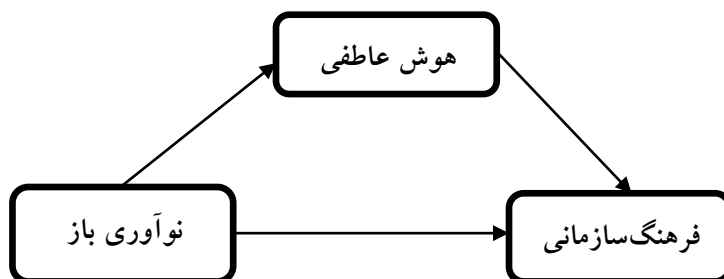 هوش عاطفی
نوآوری باز
فرهنگ‌سازمانی